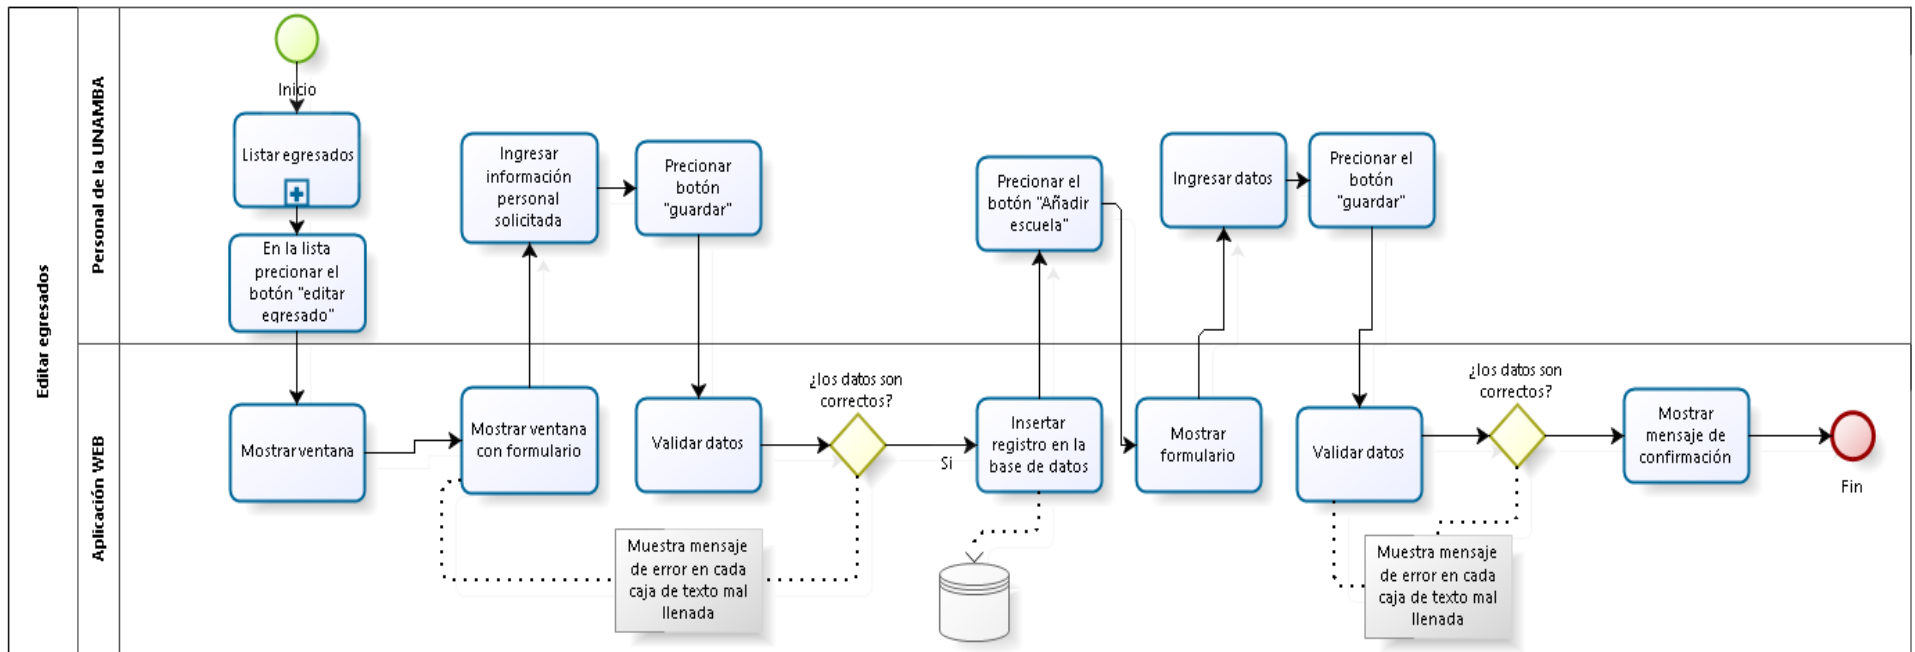 Editar egresados
Personal de la UNAMBA
Inicio
Listar egresados
En la lista
precionar el
botón "editar
egresado"
Ingresar
información
personal
solicitada
Precionar
botón
"guardar"
Precionar el
botón "Añadir
escuela"
Ingresar datos
Precionar el
botón
"guardar"
Aplicación WEB
Mostrar ventana
Mostrar ventana
con formulario
Validar datos
¿los datos son
correctos?
Si
Insertar
registro en la
base de datos
Mostrar
formulario
Validar datos
¿los datos son
correctos?
Mostrar
mensaje de
confirmación
Fin
Muestra mensaje
de error en cada
caja de texto mal
llenada
Muestra mensaje
de error en cada
caja de texto mal
llenada